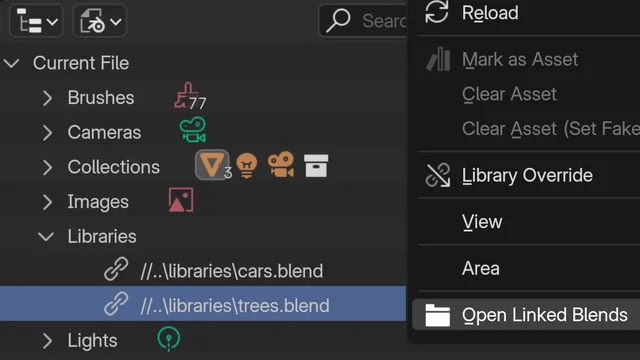 Searc
Current File
Brushes
77
Cameras
Collections
3
Images
Libraries
//..\libraries\cars.blend
//..\libraries\trees.blend
Lights
Reload
Mark as Asset
Clear Asset
Clear Asset (Set Fake
Library Override
View
Area
Open Linked Blends